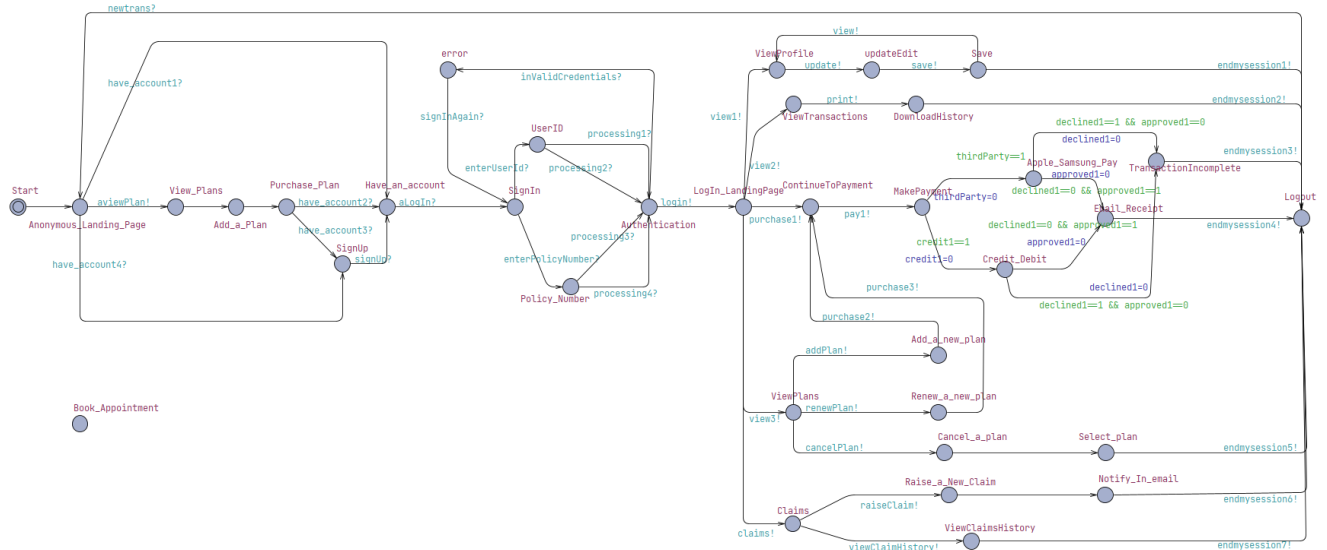 newtrans?
view!
error
ViewProfile
updateEdit
Save
update!
save!
endmysession1!
inValidCredentials?
have_account1?
print!
endmysession2!
signInAgain?
view1!
ViewTransactions
DownloadHistory
declined1==1 && approved1==0
UserID
processing1?
declined1=0
thirdParty==1
endmysession3!
view2!
enterUserId?
processing2?
Apple_Samsung_Pay
TransactionIncomplete
approved1=0
Start
View_Plans
Purchase_Plan
Have_an_account
SignIn
LogIn_LandingPage
ContinueToPayment
MakePayment
declined1==0 && approved1==1
Logout
thirdParty=0
aviewPlan!
have_account2?
aLogIn?
login!
Email_Receipt
purchase1!
pay1!
Anonymous_Landing_Page
Add_a_Plan
Authentication
declined1==0 && approved1==1
endmysession4!
have_account3?
processing3?
credit1==1
approved1=0
SignUp
have_account4?
signUp?
enterPolicyNumber?
credit1=0
Credit_Debit
processing4?
purchase3
declined1=0
Policy_Number
declined1==1 && approved1==0
purchase2!
Add_a_new_plan
addPlan!
ViewPlans
Renew_a_new_plan
Book_Appointment
renewPlan!
view3!
Cancel_a_plan
Select_plan
cancelPlan!
endmysession5!
Raise_a_New_Claim
Notify_In_email
endmysession6!
raiseClaim!
Claims
ViewClaimsHistory
claims!
viewClaimHistory!
endmysession7!